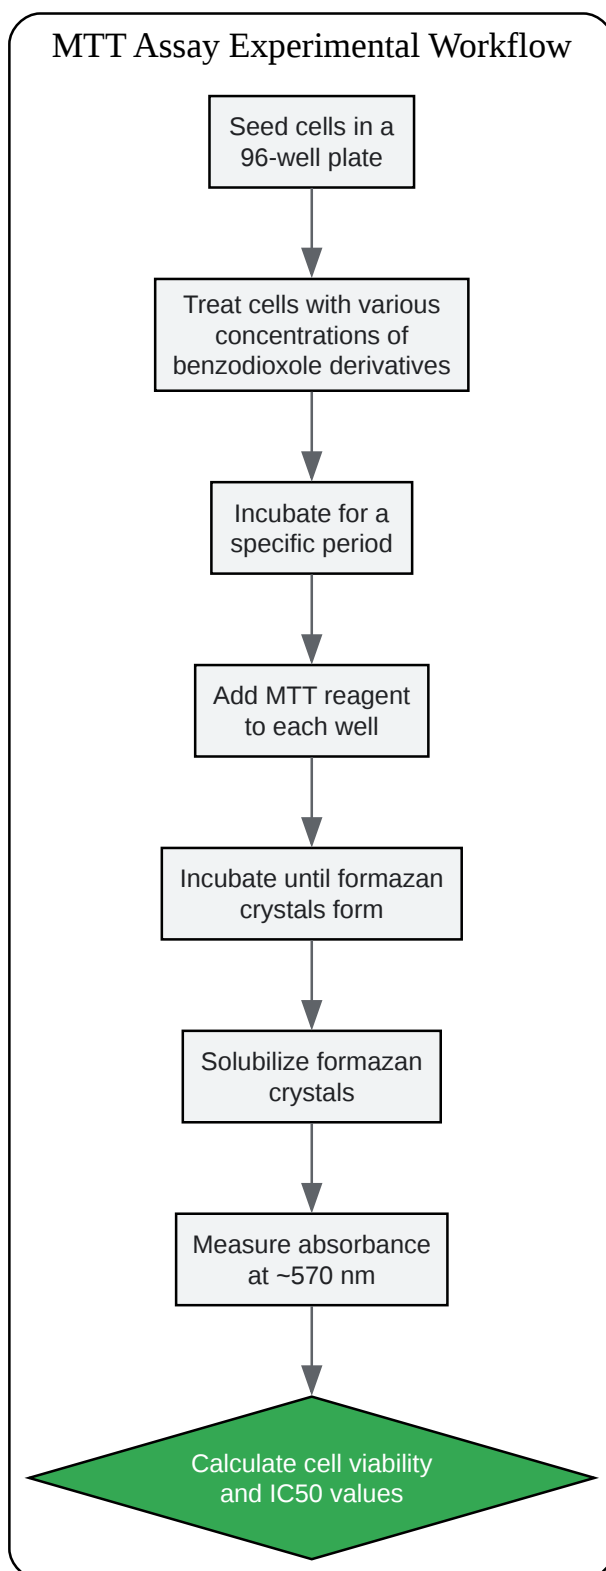 MTT Assay Experimental Workflow
Seed cells in a
96-well plate
Treat cells with various
concentrations of
benzodioxole derivatives
Incubate for a
specific period
Add MTT reagent
to each well
Incubate until formazan
crystals form
Solubilize formazan
crystals
Measure absorbance
at ~570 nm
Calculate cell viability
and IC50 values